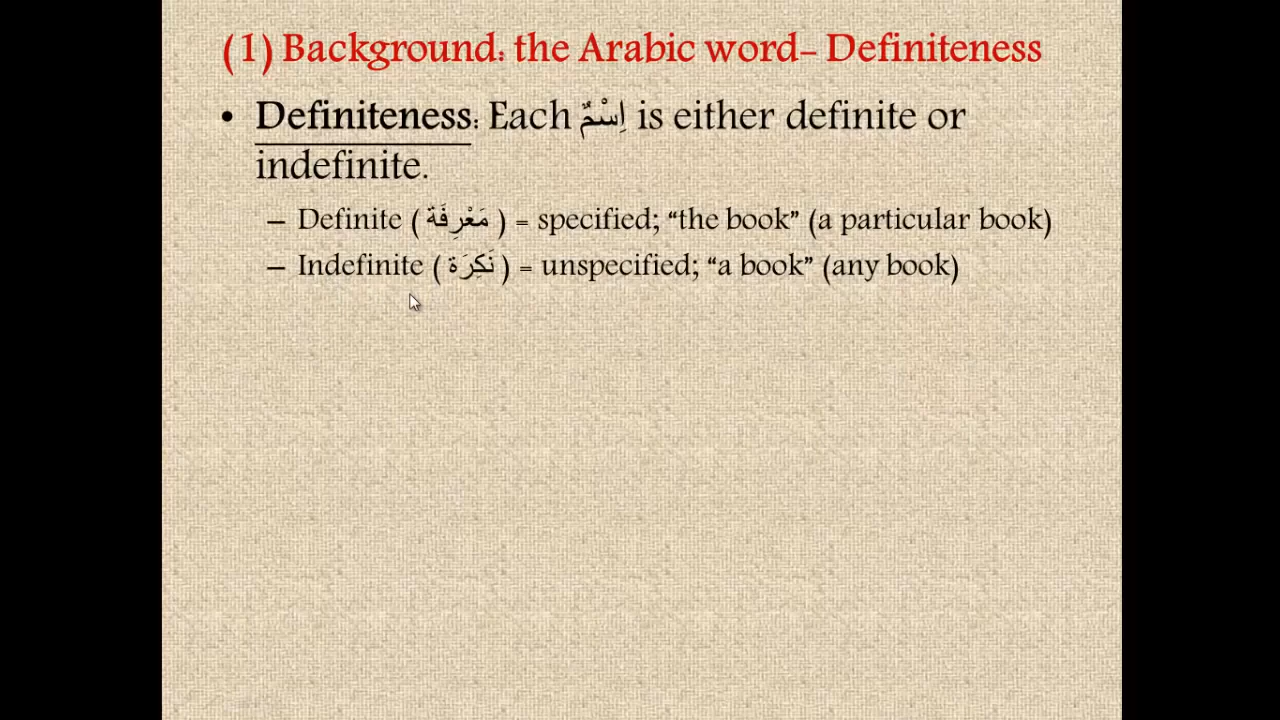 (1) Background: the Arabic word- Definiteness
• Definiteness: Each اِسْمٌ is either definite or
indefinite.
– Definite ( مَعْرِفَة ) = specified; “the book” (a particular book)
– Indefinite ( نَكِرَة ) = unspecified; “a book” (any book)